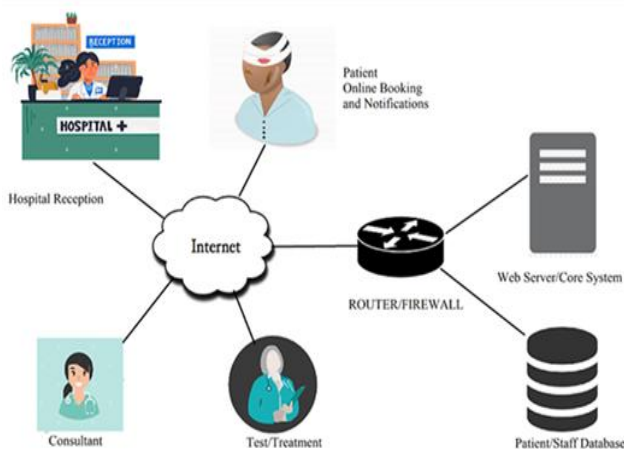 RECEPTION
HOSPITAL +
Hospital Reception
Patient
Online Booking
and Notifications
Internet
ROUTER/FIREWALL
Web Server/Core System
Consultant
Test/Treatment
Patient/Staff Database